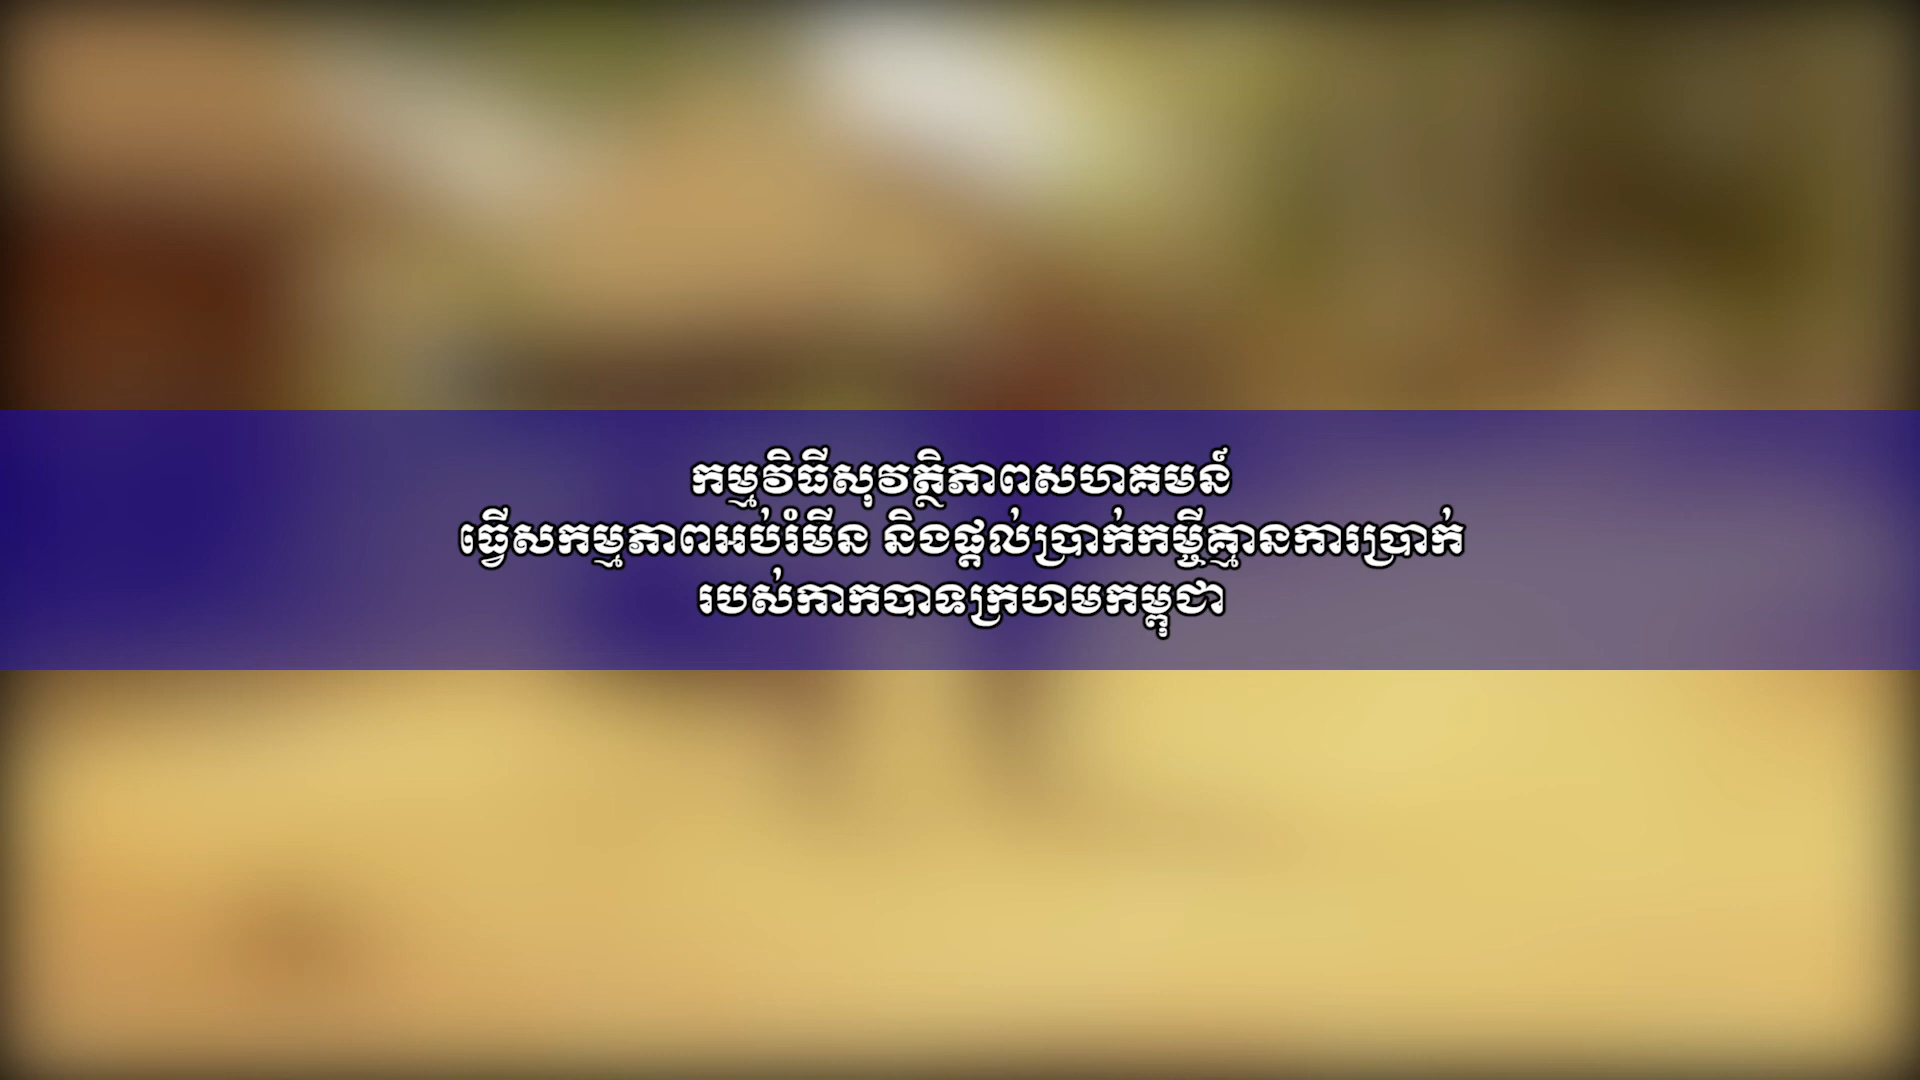 កម្មវិធីសុវត្ថិភាពសហគមន៍
ធ្វើសកម្មភាពអប់រំមីន និងផ្តល់ប្រាក់កម្ចីគ្មានការប្រាក់
របស់កាកបាទក្រហមកម្ពុជា